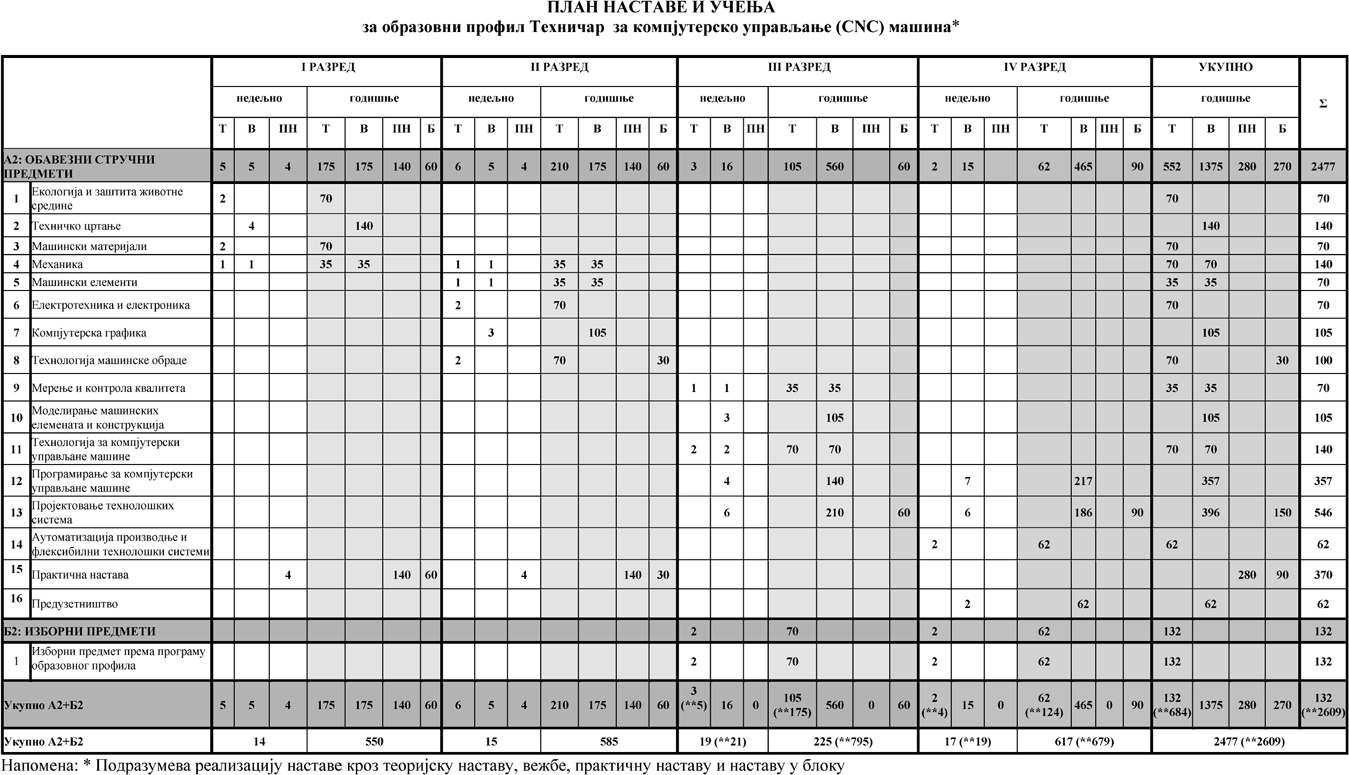 ПЛАН НАСТАВЕ И УЧЕЊА
за образовни профил Техничар за компјутерско управљање (CNC) машина*
I РАЗРЕД II РАЗРЕД III РАЗРЕД IV РАЗРЕД УКУПНО Σ
недељно годишње недељно годишње недељно годишње недељно годишње годишње
Т В ПН Т В ПН Б Т В ПН Т В ПН Б Т В ПН Т В ПН Б Т В ПН Т В ПН Б Т В ПН Б
А2: ОБАВЕЗНИ СТРУЧНИ
ПРЕДМЕТИ 5 5 4 175 175 140 60 6 5 4 210 175 140 60 3 16 105 560 60 2 15 62 465 90 552 1375 280 270 2477
1 Екологија и заштита животне
средине 2 70 70 70
2 Техничко цртање 4 140 140 140
3 Машински материјали 2 70 70 70
4 Механика 1 1 35 35 1 1 35 35 70 70 140
5 Машински елементи 1 1 35 35 35 35 70
6 Електротехника и електроника 2 70 70 70
7 Компјутерска графика 3 105 105 105
8 Технологија машинске обраде 2 70 30 70 30 100
9 Мерење и контрола квалитета 1 1 35 35 35 35 70
10 Моделирање машинских
елемената и конструкција 3 105 105 105
11 Технологија за компјутерски
управљане машине 2 2 70 70 70 70 140
12 Програмирање за компјутерски
управљане машине 4 140 7 217 357 357
13 Пројектовање технолошких
система 6 210 60 6 186 90 396 150 546
14 Аутоматизација производње и
флексибилни технолошки системи 2 62 62 62
15 Практична настава 4 140 60 4 140 30 280 90 370
16 Предузетништво 2 62 62 62
Б2: ИЗБОРНИ ПРЕДМЕТИ 2 70 2 62 132 132
1 Изборни предмет према програму
образовног профила 2 70 2 62 132 132
Укупно А2+Б2 5 5 4 175 175 140 60 6 5 4 210 175 140 60 3 (**5) 16 0 105 (**175) 560 0 60 2 (**4) 15 0 62 (**124) 465 0 90 132 (**684) 1375 280 270 132 (**2609)
Укупно А2+Б2 14 550 15 585 19 (**21) 225 (**795) 17 (**19) 617 (**679) 2477 (**2609)
Напомена: * Подразумева реализацију наставе кроз теоријску наставу, вежбе, практичну наставу и наставу у блоку